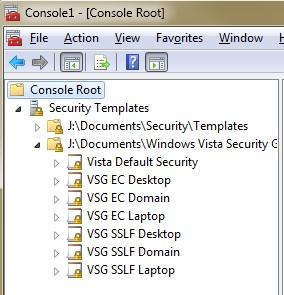 Console1 - [Console Root]
File Action View Favorites Window H
Console Root
Security Templates
J:\Documents\Security\Templates
J:\Documents\Windows Vista Security G
Vista Default Security
VSG EC Desktop
VSG EC Domain
VSG EC Laptop
VSG SSLF Desktop
VSG SSLF Domain
VSG SSLF Laptop